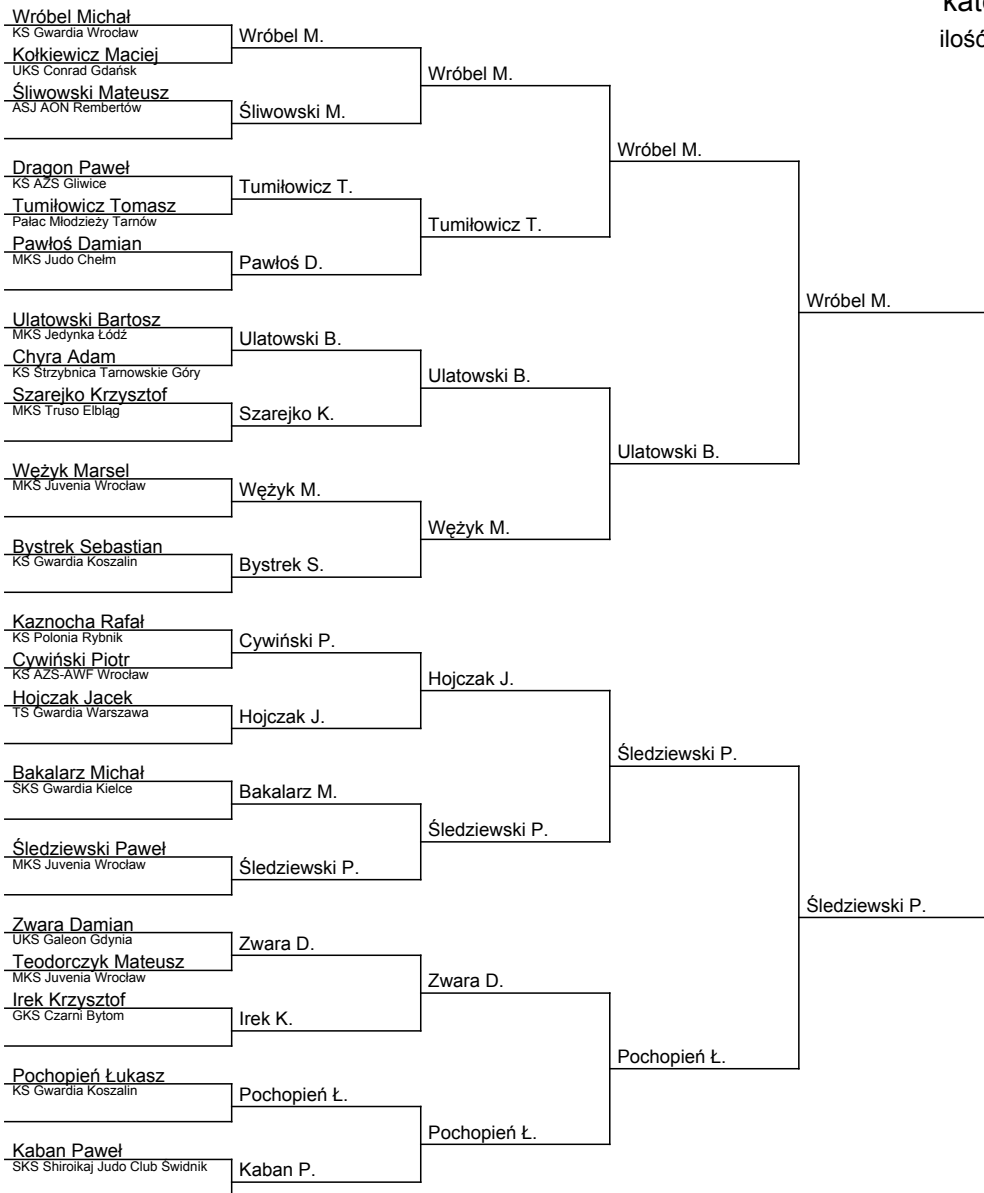 kat
ilość
Wróbel Michał
KS Gwardia Wrocław
Kołkiewicz Maciej
UKS Conrad Gdańsk
Śliwowski Mateusz
ASJ AON Rembertów
Dragon Paweł
KS AZS Gliwice
Tumiłowicz Tomasz
Pałac Młodzieży Tarnów
Pawłoś Damian
MKS Judo Chełm
Ulatowski Bartosz
MKS Jedynka Łódź
Chyra Adam
KS Strzybnica Tarnowskie Góry
Szarejko Krzysztof
MKS Truso Elbląg
Wężyk Marsel
MKS Juvenia Wrocław
Bystrek Sebastian
KS Gwardia Koszalin
Kaznocha Rafał
KS Polonia Rybnik
Cywiński Piotr
KS AZS-AWF Wrocław
Hojczak Jacek
TS Gwardia Warszawa
Bakalarz Michał
SKS Gwardia Kielce
Śledziewski Paweł
MKS Juvenia Wrocław
Zwara Damian
UKS Galeon Gdynia
Teodorczyk Mateusz
MKS Juvenia Wrocław
Irek Krzysztof
GKS Czarni Bytom
Pochopień Łukasz
KS Gwardia Koszalin
Kaban Paweł
SKS Shiroikaj Judo Club Świdnik
Wróbel M.
Śliwowski M.
Tumiłowicz T.
Pawłoś D.
Ulatowski B.
Szarejko K.
Wężyk M.
Bystrek S.
Cywiński P.
Hojczak J.
Bakalarz M.
Śledziewski P.
Zwara D.
Irek K.
Pochopień Ł.
Kaban P.
Wróbel M.
Tumiłowicz T.
Ulatowski B.
Wężyk M.
Hojczak J.
Śledziewski P.
Zwara D.
Pochopień Ł.
Wróbel M.
Ulatowski B.
Śledziewski P.
Pochopień Ł.
Wróbel M.
Śledziewski P.